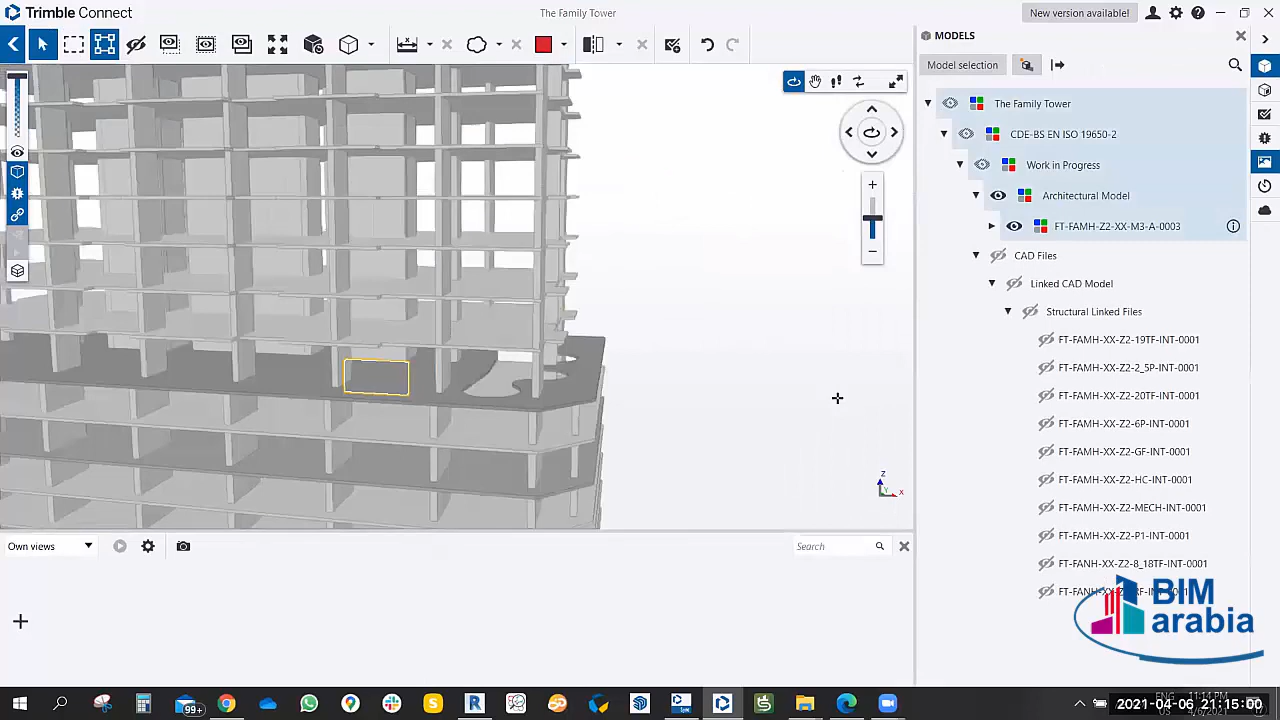 Trimble Connect
The Family Tower
New version available!
MODELS
Model selection
The Family Tower
CDE-BS EN ISO 19650-2
Work in Progress
Architectural Model
FT-FAMH-Z2-XX-M3-A-0003
CAD Files
Linked CAD Model
Structural Linked Files
FT-FAMH-XX-Z2-19TF-INT-0001
FT-FAMH-XX-Z2-2_5P-INT-0001
FT-FAMH-XX-Z2-20TF-INT-0001
FT-FAMH-XX-Z2-6P-INT-0001
FT-FAMH-XX-Z2-GF-INT-0001
FT-FAMH-XX-Z2-HC-INT-0001
FT-FAMH-XX-Z2-MECH-INT-0001
FT-FAMH-XX-Z2-P1-INT-0001
FT-FANH-XX-Z2-8_18TF-INT-0001
Z
Y
X
Own views
Search
BIM
arabia
99+
ENG
2021-04-06 21:15:00